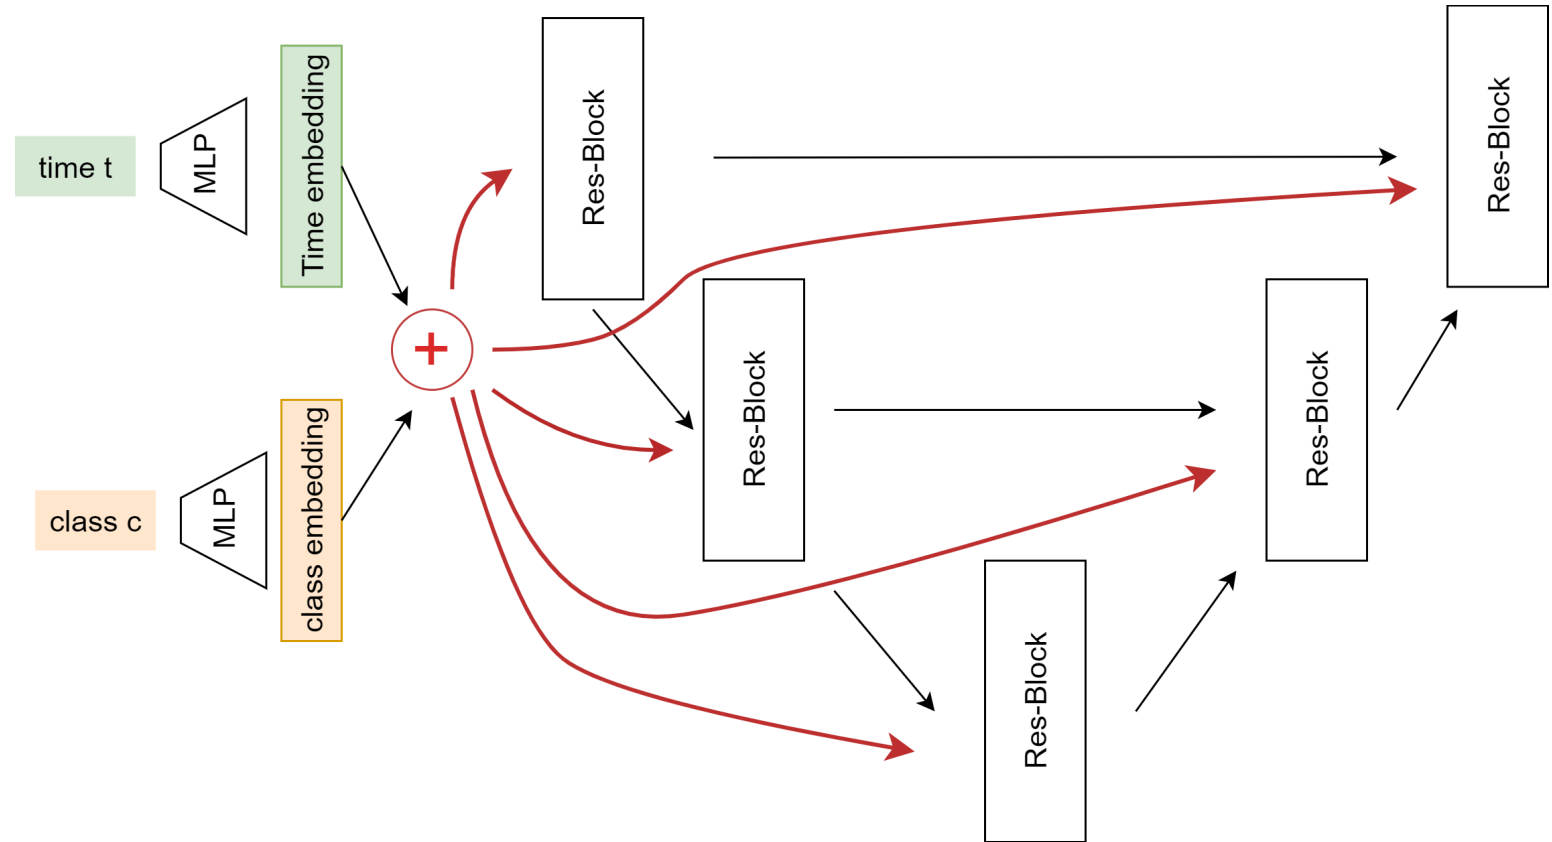 time t
MLP
Time embedding
class c
MLP
class embedding
+
Res-Block
Res-Block
Res-Block
Res-Block
Res-Block